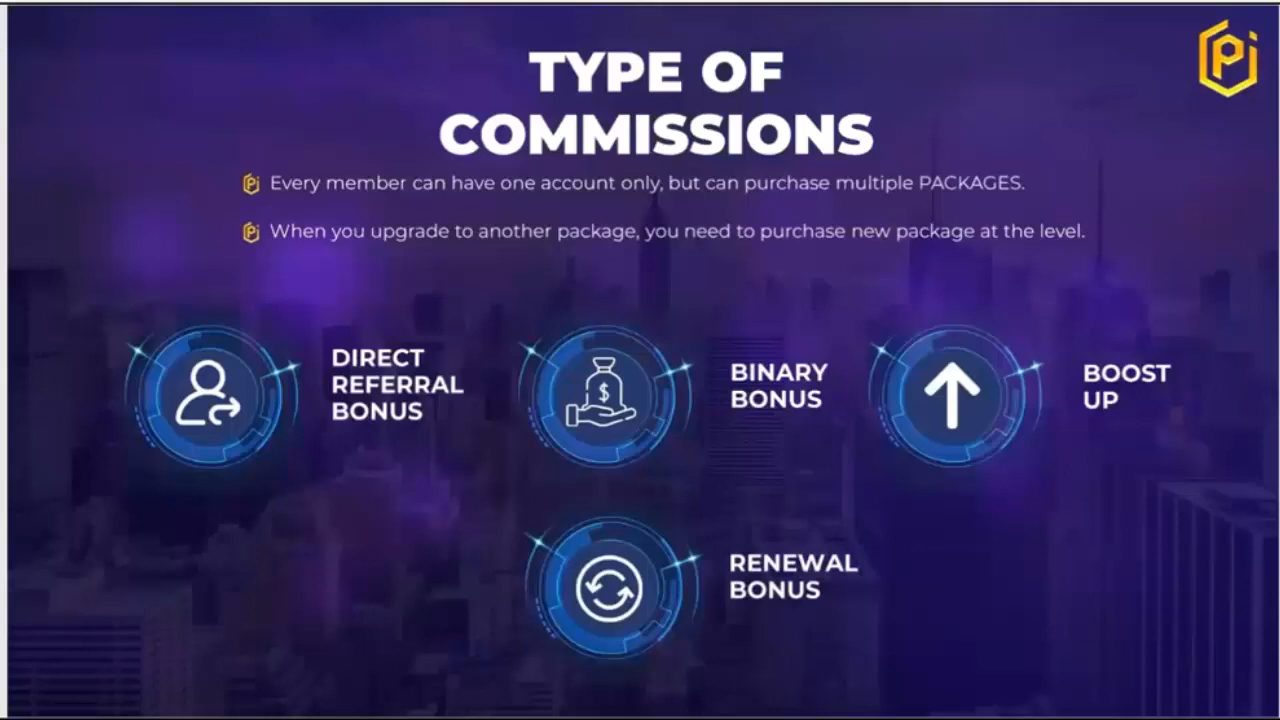 TYPE OF
COMMISSIONS
Every member can have one account only, but can purchase multiple PACKAGES.
When you upgrade to another package, you need to purchase new package at the level.
DIRECT
REFERRAL
BONUS
BINARY
BONUS
BOOST
UP
RENEWAL
BONUS